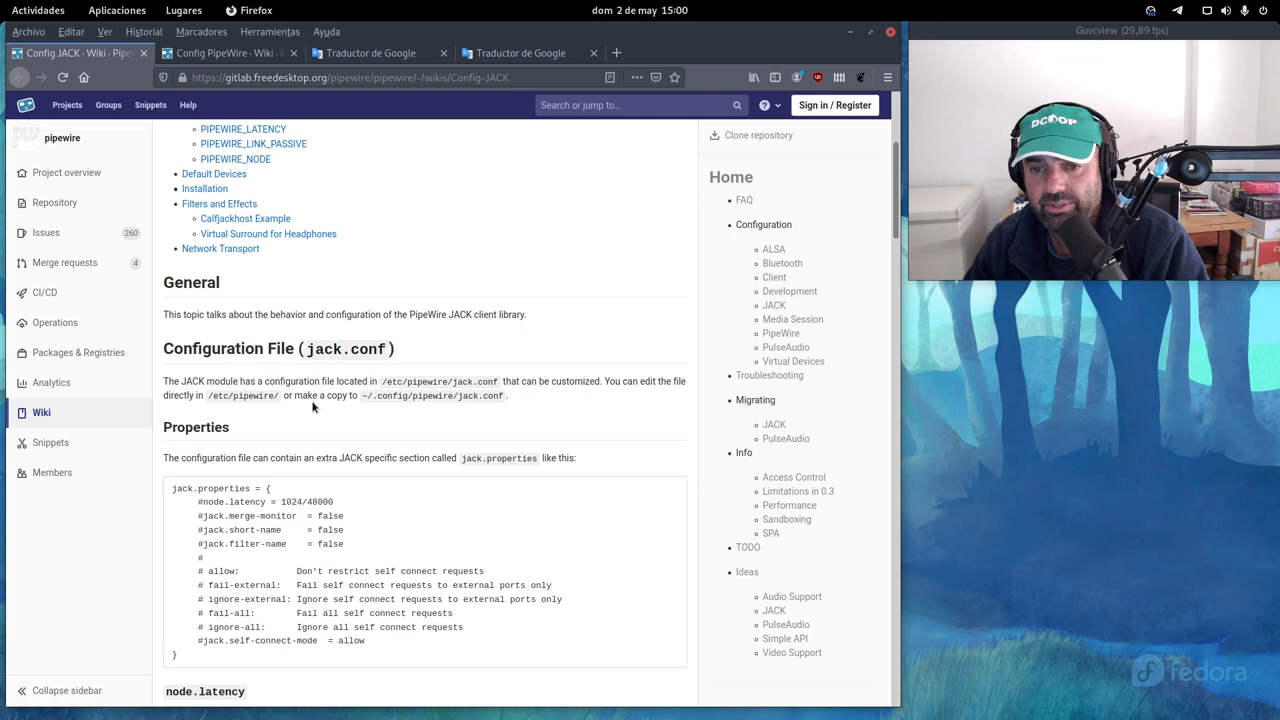 Actividades Aplicaciones Lugares Firefox dom 2 de may 15:00
Archivo Editar Ver Historial Marcadores Herramientas Ayuda
Config JACK · Wiki · Pipe Config PipeWire · Wiki · Traductor de Google Traductor de Google
https://gitlab.freedesktop.org/pipewire/pipewire/-/wikis/Config-JACK
Projects Groups Snippets Help Search or jump to... Sign in / Register
pipewire
Project overview
Repository
Issues 260
Merge requests 4
CI/CD
Operations
Packages & Registries
Analytics
Wiki
Snippets
Members
Collapse sidebar
PIPEWIRE_LATENCY
PIPEWIRE_LINK_PASSIVE
PIPEWIRE_NODE
Default Devices
Installation
Filters and Effects
Calfjackhost Example
Virtual Surround for Headphones
Network Transport
General
This topic talks about the behavior and configuration of the PipeWire JACK client library.
Configuration File (jack.conf)
The JACK module has a configuration file located in /etc/pipewire/jack.conf that can be customized. You can edit the file
directly in /etc/pipewire/ or make a copy to ~/.config/pipewire/jack.conf.
Properties
The configuration file can contain an extra JACK specific section called jack.properties like this:
jack.properties = {
#node.latency = 1024/48000
#jack.merge-monitor = false
#jack.short-name = false
#jack.filter-name = false
#
# allow: Don't restrict self connect requests
# fail-external: Fail self connect requests to external ports only
# ignore-external: Ignore self connect requests to external ports only
# fail-all: Fail all self connect requests
# ignore-all: Ignore all self connect requests
#jack.self-connect-mode = allow
}
node.latency
Clone repository
Home
FAQ
Configuration
ALSA
Bluetooth
Client
Development
JACK
Media Session
PipeWire
PulseAudio
Virtual Devices
Troubleshooting
Migrating
JACK
PulseAudio
Info
Access Control
Limitations in 0.3
Performance
Sandboxing
SPA
TODO
Ideas
Audio Support
JACK
PulseAudio
Simple API
Video Support
Guvcview (29,89 fps)
DCOOP
fedora